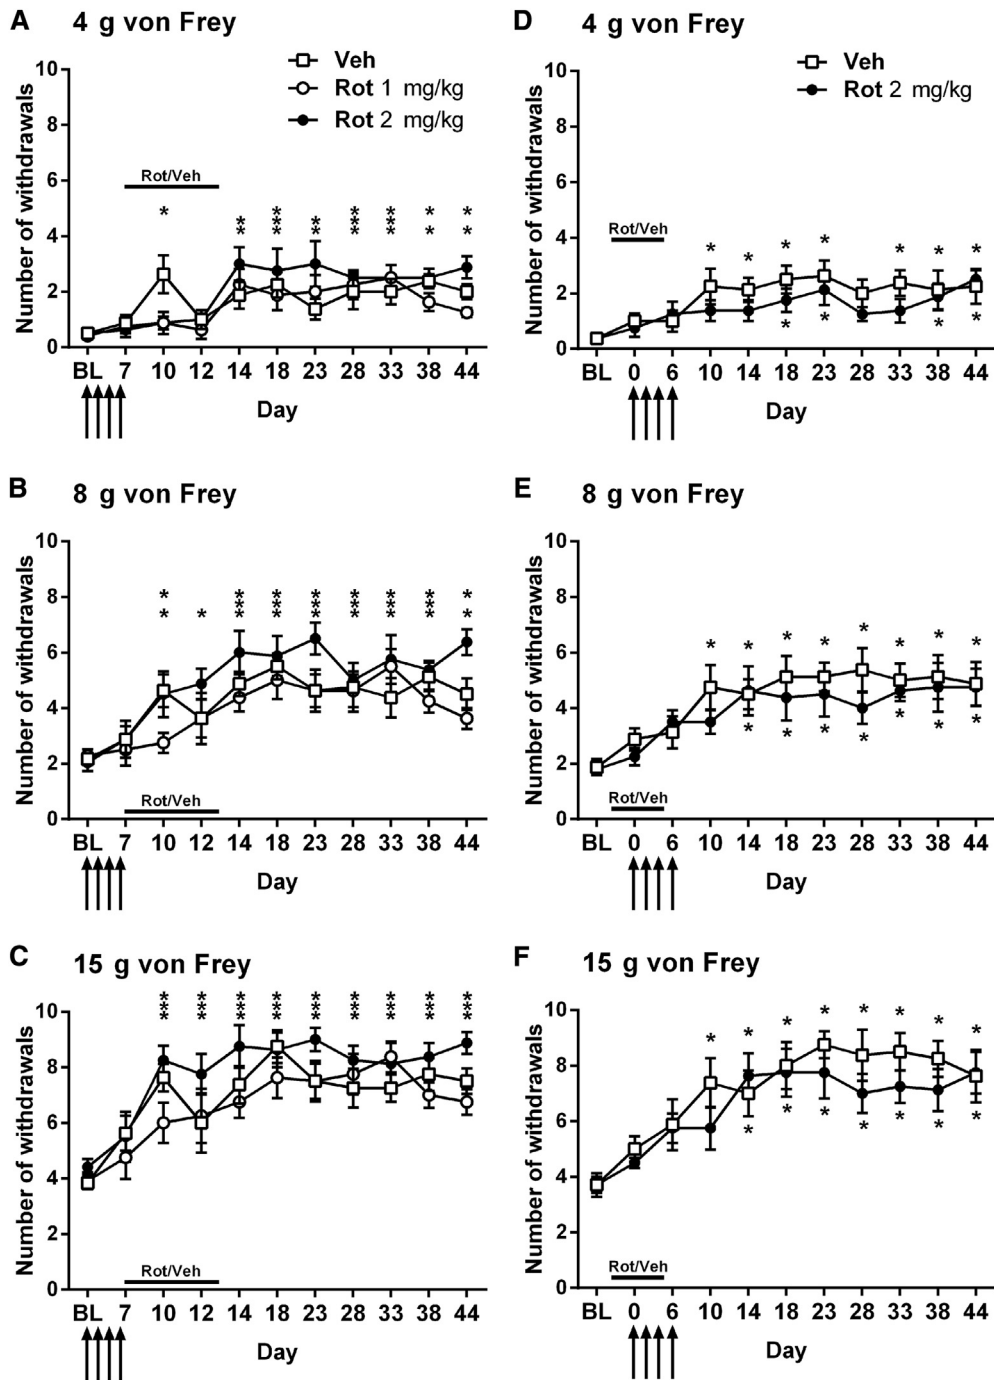 A 4 g von Frey
Veh
Rot 1 mg/kg
Rot 2 mg/kg
Number of withdrawals
10
8
6
4
2
0
Rot/Veh
*
* *
* * *
* *
* * *
* * *
* *
* *
BL 7 10 12 14 18 23 28 33 38 44
Day
B 8 g von Frey
Number of withdrawals
10
8
6
4
2
0
* *
*
* * *
* * *
* * *
* * *
* * *
* * *
* *
Rot/Veh
BL 7 10 12 14 18 23 28 33 38 44
Day
C 15 g von Frey
Number of withdrawals
10
8
6
4
2
0
* * *
* * *
* * *
* * *
* * *
* * *
* * *
* * *
* * *
Rot/Veh
BL 7 10 12 14 18 23 28 33 38 44
Day
D 4 g von Frey
Veh
Rot 2 mg/kg
Number of withdrawals
10
8
6
4
2
0
Rot/Veh
* * * * * * *
* * *
BL 0 6 10 14 18 23 28 33 38 44
Day
E 8 g von Frey
Number of withdrawals
10
8
6
4
2
0
* * * * * * * *
* * * * * * *
Rot/Veh
BL 0 6 10 14 18 23 28 33 38 44
Day
F 15 g von Frey
Number of withdrawals
10
8
6
4
2
0
* * * * * * * *
* * * * * * *
Rot/Veh
BL 0 6 10 14 18 23 28 33 38 44
Day